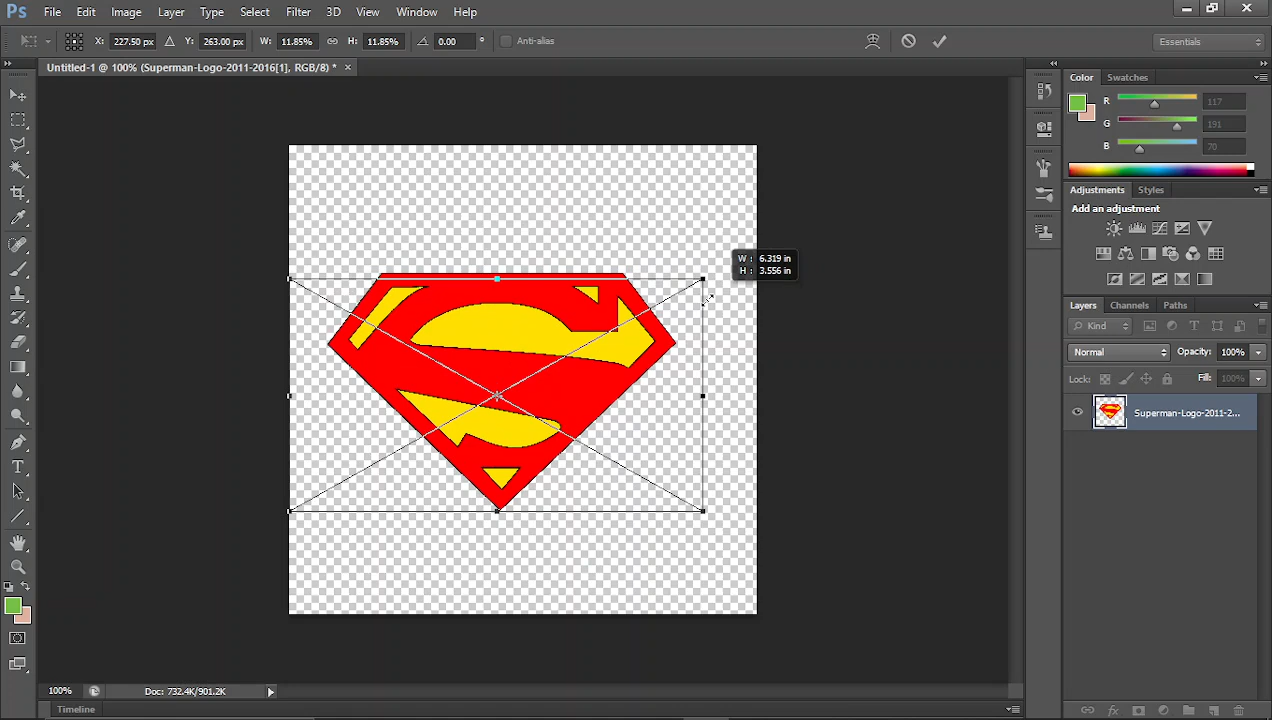 Ps File Edit Image Layer Type Select Filter 3D View Window Help
X: 227.50 px Y: 263.00 px W: 11.85% H: 11.85% 0.00 ° Anti-alias Essentials
Untitled-1 @ 100% (Superman-Logo-2011-2016[1], RGB/8) * ×
Color Swatches
R 117
G 191
B 70
Adjustments Styles
Add an adjustment
W : 6.319 in
H : 3.556 in
Layers Channels Paths
Kind
Normal Opacity: 100%
Lock: Fill: 100%
Superman-Logo-2011-2...
T
100% Doc: 732.4K/901.2K
Timeline